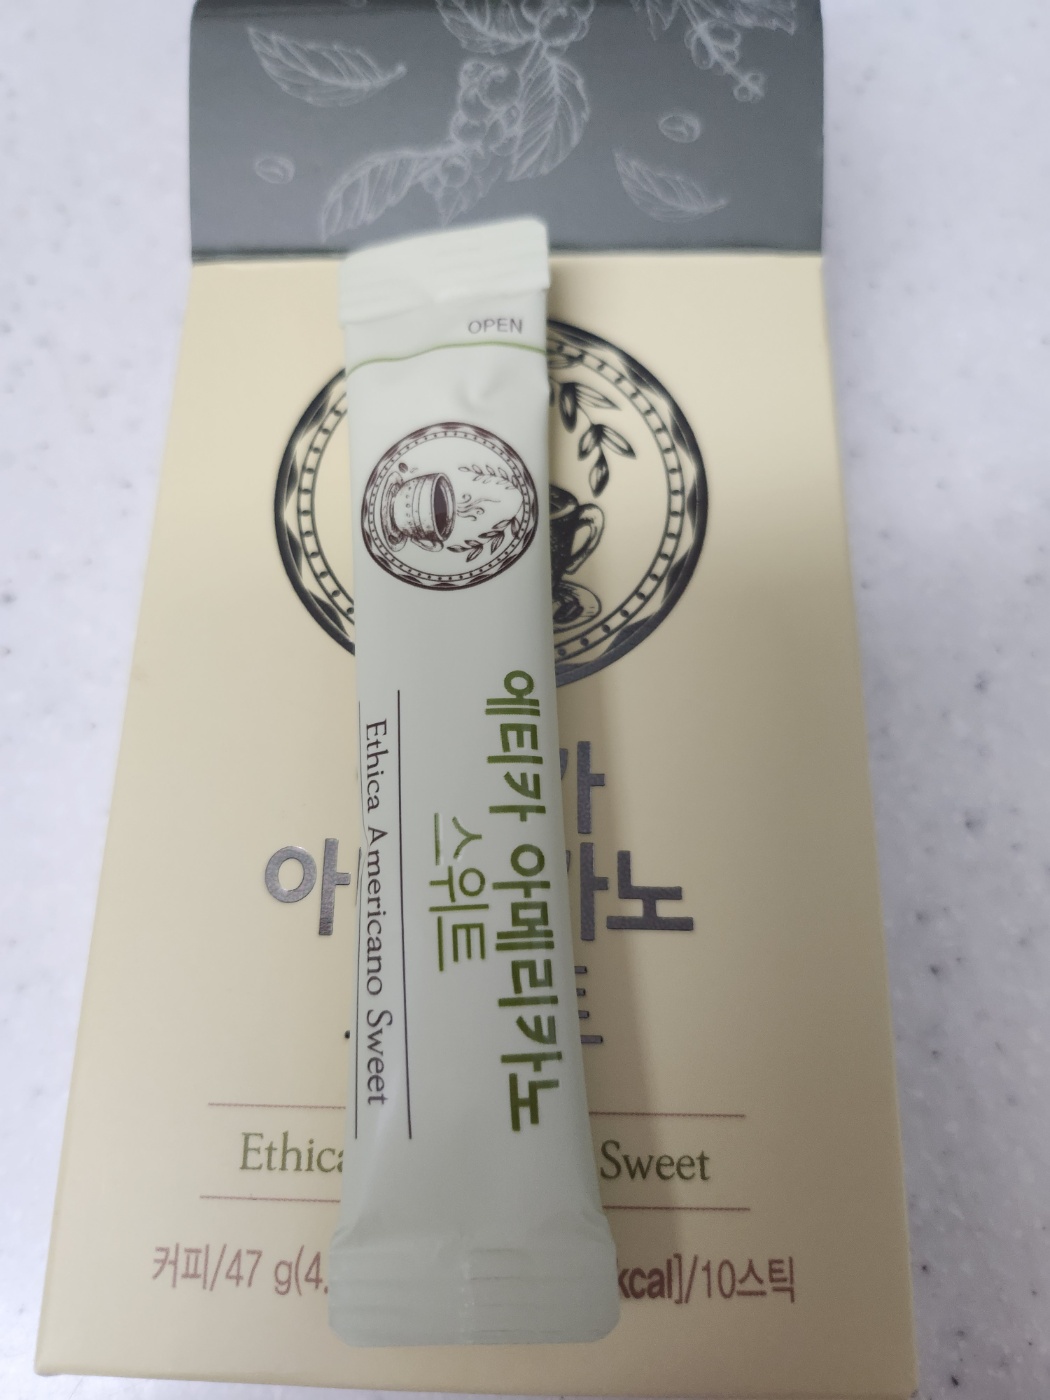 OPEN
에티카 아메리카노
스위트
Ethica Americano Sweet
아 카노
Ethica Sweet
커피/47 g(4. kcal]/10스틱